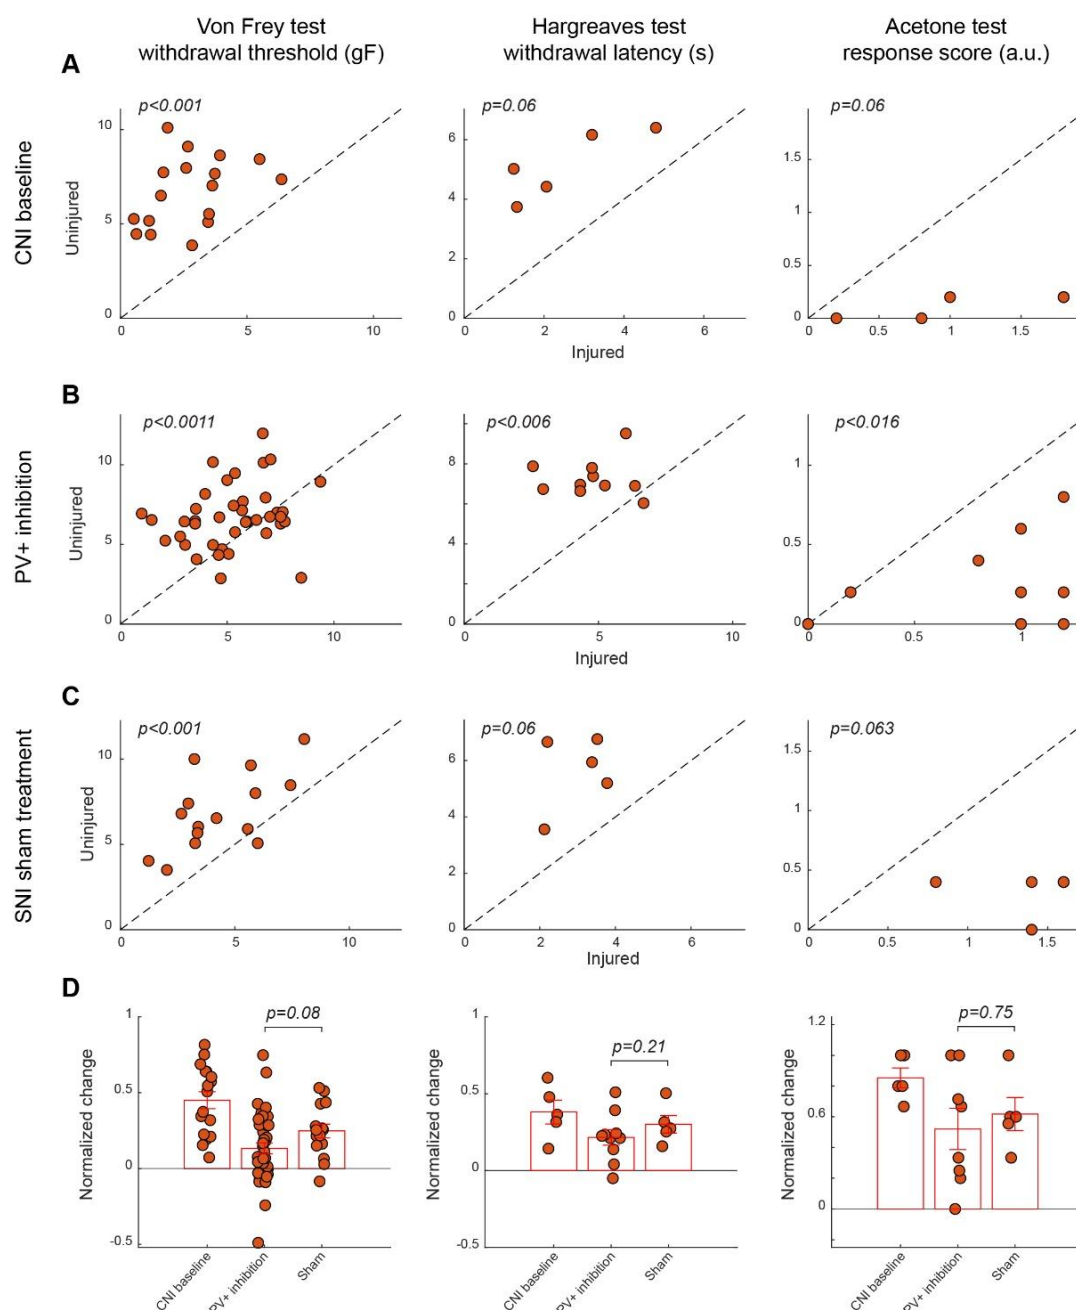 Von Frey test
withdrawal threshold (gF)
Hargreaves test
withdrawal latency (s)
Acetone test
response score (a.u.)
A
CNI baseline
Uninjured
p<0.001
10
5
0
0
5
10
p=0.06
6
4
2
0
0
2
4
6
Injured
p=0.06
1.5
1
0.5
0
0
0.5
1
1.5
B
PV+ inhibition
Uninjured
p<0.0011
10
5
0
0
5
10
p<0.006
8
4
0
0
5
10
Injured
p<0.016
1
0.5
0
0
0.5
1
C
SNI sham treatment
Uninjured
p<0.001
10
5
0
0
5
10
p=0.06
6
4
2
0
0
2
4
6
Injured
p=0.063
1.5
1
0.5
0
0
0.5
1
1.5
D
Normalized change
1
0.5
0
-0.5
p=0.08
CNI baseline
PV+ inhibition
Sham
Normalized change
1
0.5
0
-0.5
p=0.21
CNI baseline
PV+ inhibition
Sham
Normalized change
1.2
0.6
0
p=0.75
CNI baseline
PV+ inhibition
Sham